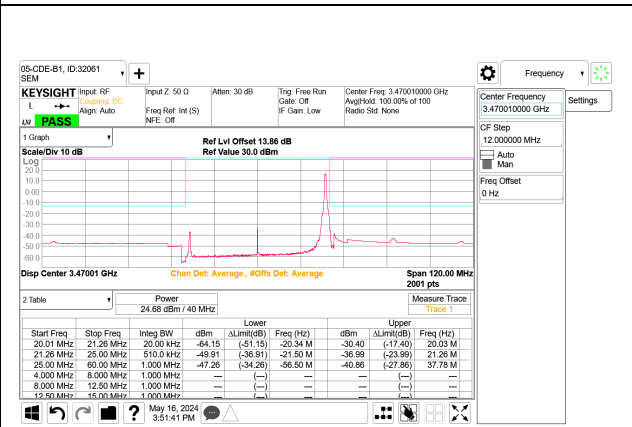 05-CDE-B1, ID:32061
SEM
Frequency
KEYSIGHT
Input: RF
Input Z: 50 Ω
Atten: 30 dB
Trig: Free Run
Center Freq: 3.470010000 GHz
L
Coupling: DC
Gate: Off
Avg|Hold: 100.00% of 100
Align: Auto
Freq Ref: Int (S)
IF Gain: Low
Radio Std: None
PASS
NFE: Off
Center Frequency
3.470010000 GHz
Settings
CF Step
12.000000 MHz
Auto
Man
Freq Offset
0 Hz
1 Graph
Ref Lvl Offset 13.86 dB
Scale/Div 10 dB
Ref Value 30.0 dBm
Log
20.0
10.0
0.00
-10.0
-20.0
-30.0
-40.0
-50.0
-60.0
Disp Center 3.47001 GHz
Chan Det: Average , #Offs Det: Average
Span 120.00 MHz
2001 pts
2 Table
Power
24.68 dBm / 40 MHz
Measure Trace
Trace 1
Lower Upper
Start Freq Stop Freq Integ BW dBm ΔLimit(dB) Freq (Hz) dBm ΔLimit(dB) Freq (Hz)
20.01 MHz 21.26 MHz 20.00 kHz -64.15 (-51.15) -20.34 M -30.40 (-17.40) 20.03 M
21.26 MHz 25.00 MHz 510.0 kHz -49.91 (-36.91) -21.50 M -36.99 (-23.99) 21.26 M
25.00 MHz 60.00 MHz 1.000 MHz -47.26 (-34.26) -56.50 M -40.86 (-27.86) 37.78 M
4.000 MHz 8.000 MHz 1.000 MHz --- (---) --- --- (---) ---
8.000 MHz 12.50 MHz 1.000 MHz --- (---) --- --- (---) ---
12.50 MHz 15.00 MHz 1.000 MHz --- (---) --- --- (---) ---
May 16, 2024
3:51:41 PM